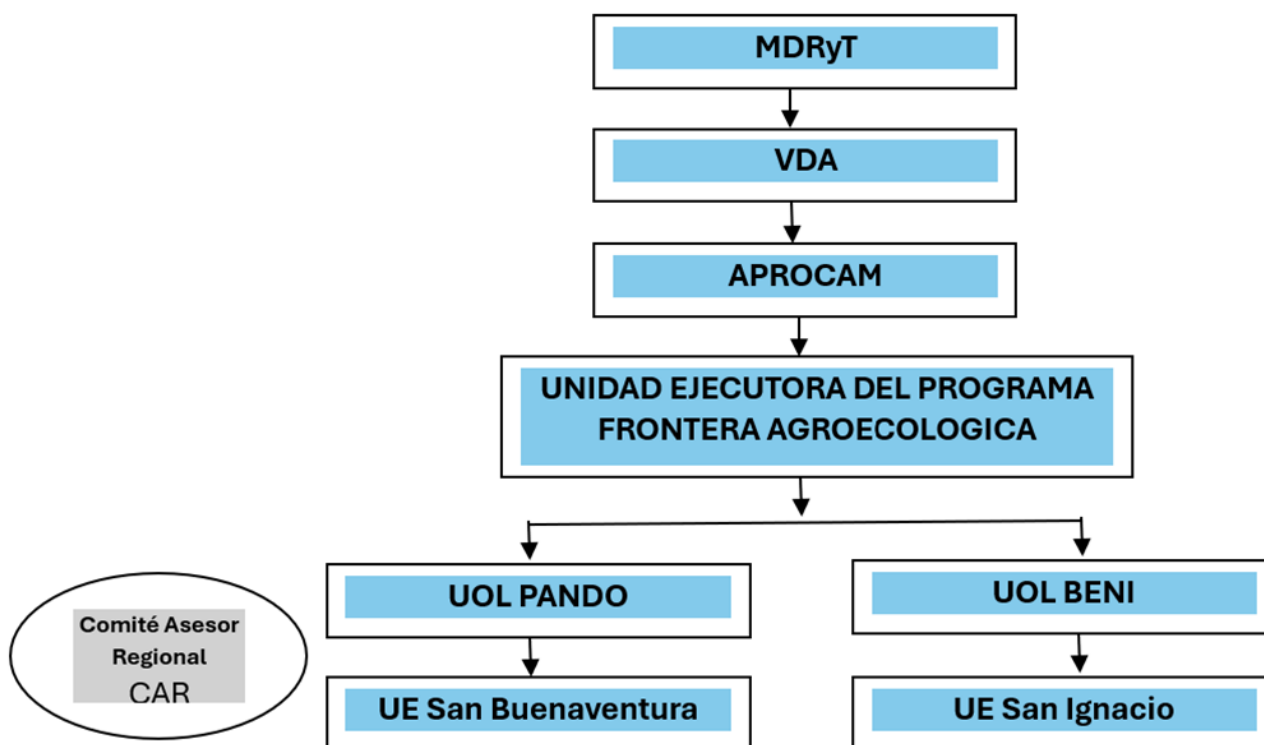 MDRyT
VDA
APROCAM
UNIDAD EJECUTORA DEL PROGRAMA
FRONTERA AGROECOLOGICA
UOL PANDO
UOL BENI
Comité Asesor
Regional
CAR
UE San Buenaventura
UE San Ignacio